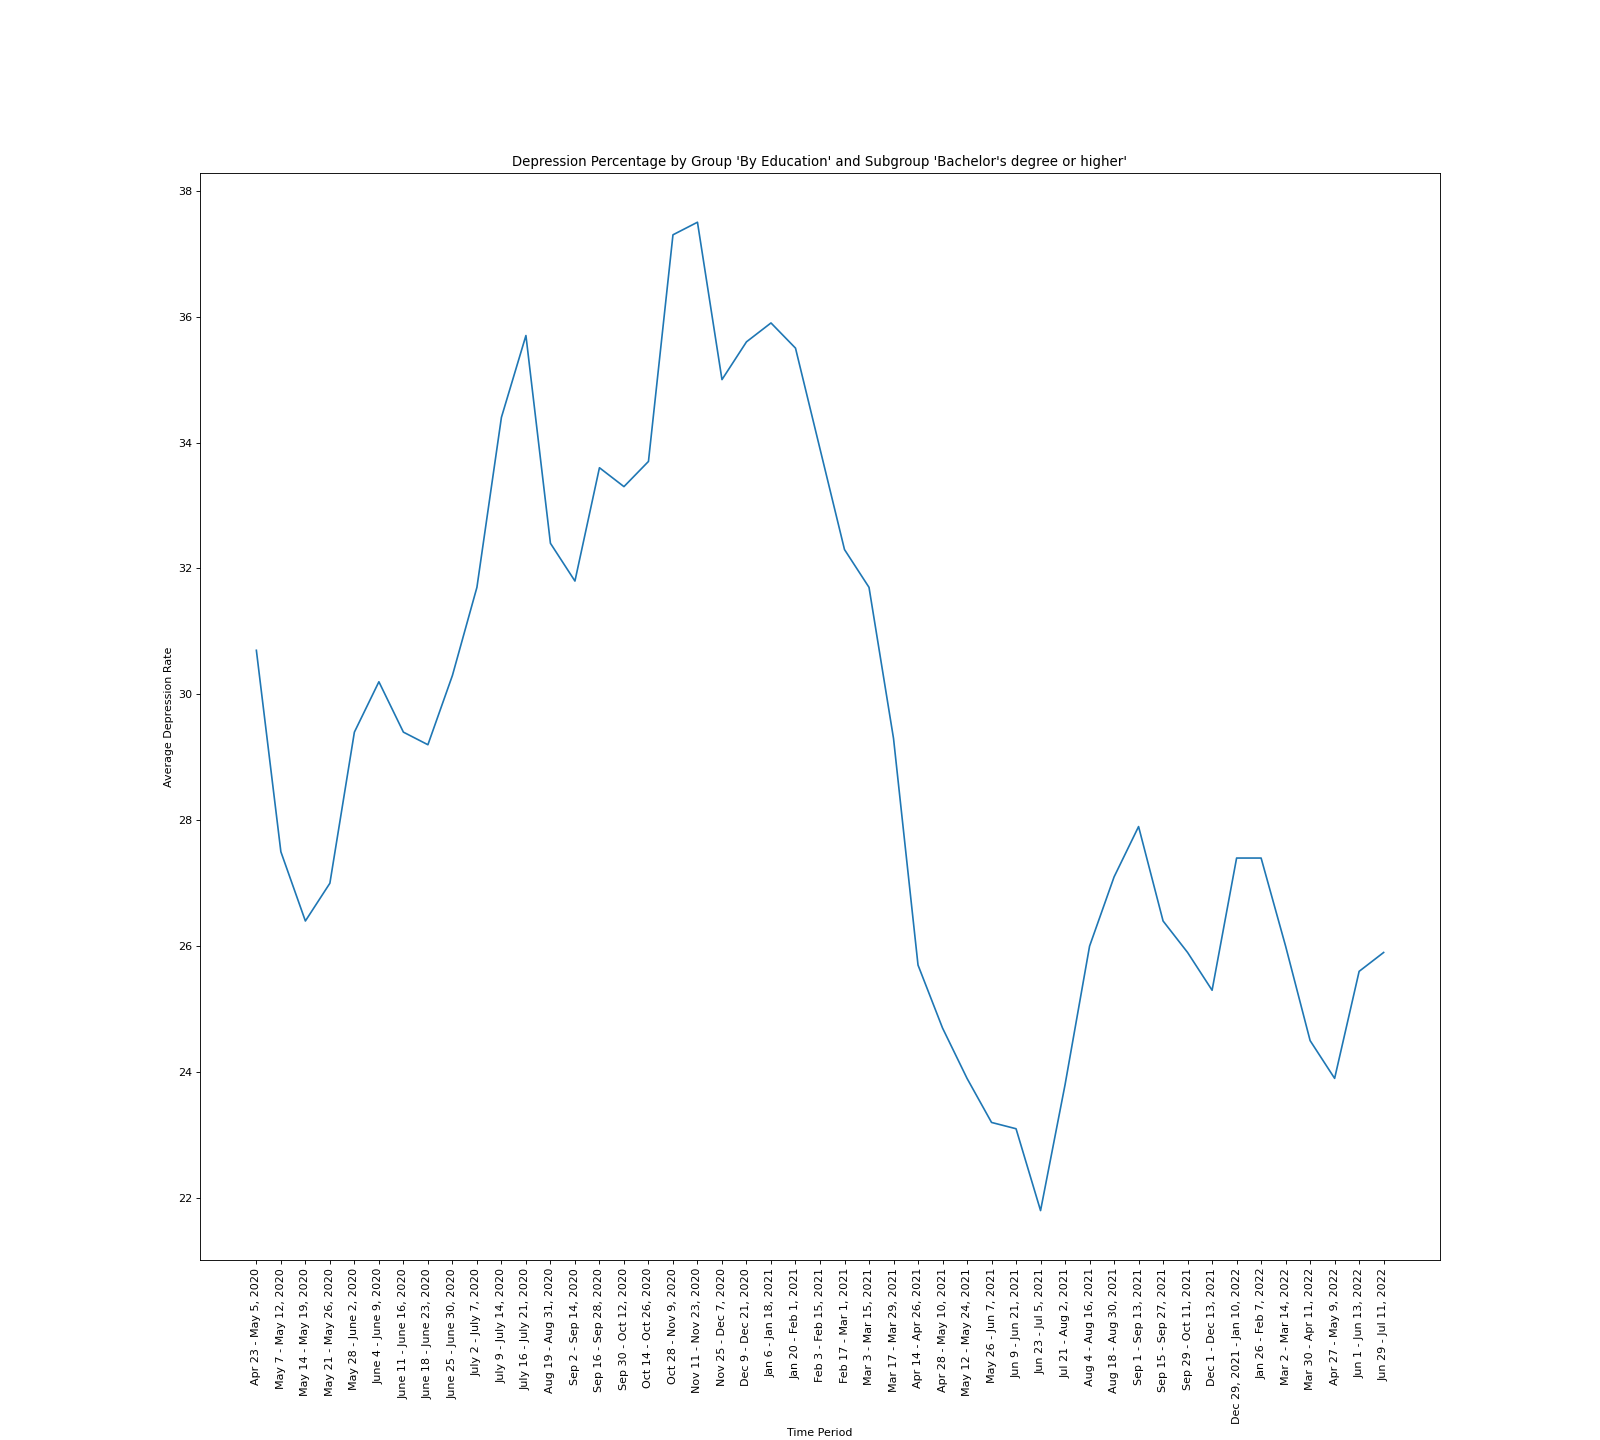 Depression Percentage by Group 'By Education' and Subgroup 'Bachelor's degree or higher'
38
36
34
32
30
28
26
24
22
Average Depression Rate
Apr 23 - May 5, 2020
May 7 - May 12, 2020
May 14 - May 19, 2020
May 21 - May 26, 2020
May 28 - June 2, 2020
June 4 - June 9, 2020
June 11 - June 16, 2020
June 18 - June 23, 2020
June 25 - June 30, 2020
July 2 - July 7, 2020
July 9 - July 14, 2020
July 16 - July 21, 2020
Aug 19 - Aug 31, 2020
Sep 2 - Sep 14, 2020
Sep 16 - Sep 28, 2020
Sep 30 - Oct 12, 2020
Oct 14 - Oct 26, 2020
Oct 28 - Nov 9, 2020
Nov 11 - Nov 23, 2020
Nov 25 - Dec 7, 2020
Dec 9 - Dec 21, 2020
Jan 6 - Jan 18, 2021
Jan 20 - Feb 1, 2021
Feb 3 - Feb 15, 2021
Feb 17 - Mar 1, 2021
Mar 3 - Mar 15, 2021
Mar 17 - Mar 29, 2021
Apr 14 - Apr 26, 2021
Apr 28 - May 10, 2021
May 12 - May 24, 2021
May 26 - Jun 7, 2021
Jun 9 - Jun 21, 2021
Jun 23 - Jul 5, 2021
Jul 21 - Aug 2, 2021
Aug 4 - Aug 16, 2021
Aug 18 - Aug 30, 2021
Sep 1 - Sep 13, 2021
Sep 15 - Sep 27, 2021
Sep 29 - Oct 11, 2021
Dec 1 - Dec 13, 2021
Dec 29, 2021 - Jan 10, 2022
Jan 26 - Feb 7, 2022
Mar 2 - Mar 14, 2022
Mar 30 - Apr 11, 2022
Apr 27 - May 9, 2022
Jun 1 - Jun 13, 2022
Jun 29 - Jul 11, 2022
Time Period